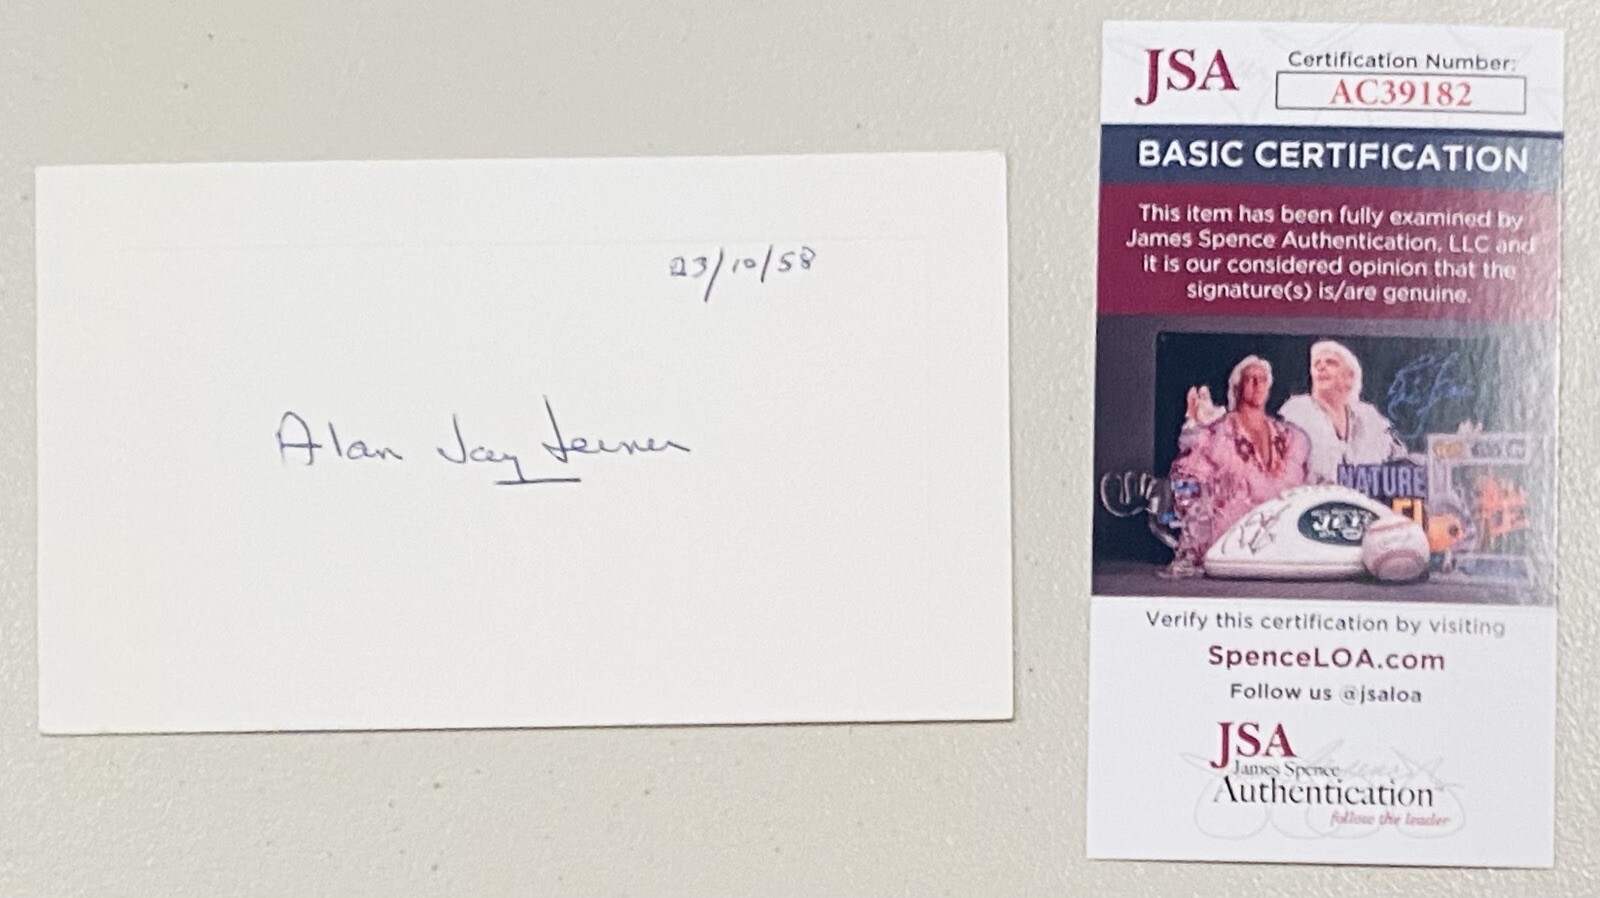 23/10/58
Alan Jay Lerner
JSA
Certification Number:
AC39182
BASIC CERTIFICATION
This item has been fully examined by
James Spence Authentication, LLC and
it is our considered opinion that the
signature(s) is/are genuine.
NATURE
JETS
Verify this certification by visiting
SpenceLOA.com
Follow us @jsaloa
JSA
James Spence
Authentication
follow the leader